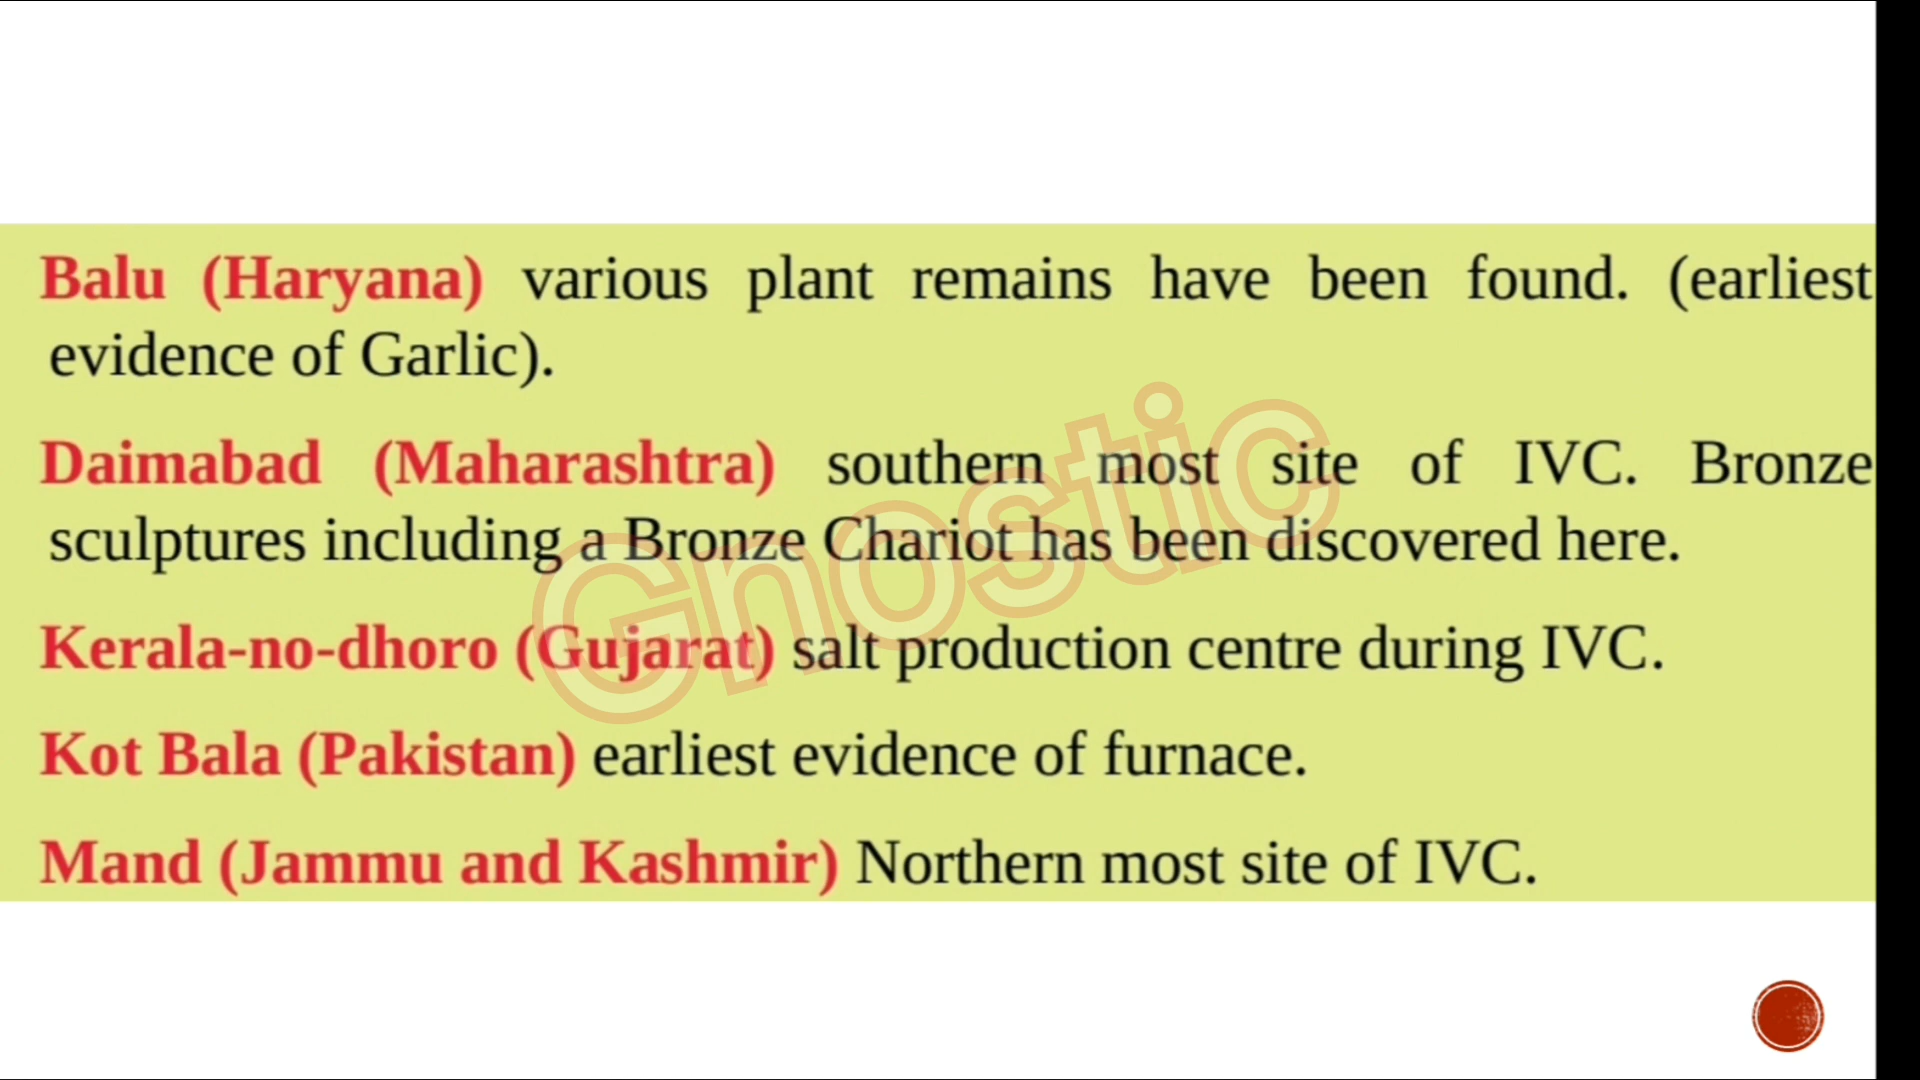 Balu (Haryana) various plant remains have been found. (earliest
evidence of Garlic).
Daimabad (Maharashtra) southern most site of IVC. Bronze
sculptures including a Bronze Chariot has been discovered here.
Kerala-no-dhoro (Gujarat) salt production centre during IVC.
Kot Bala (Pakistan) earliest evidence of furnace.
Mand (Jammu and Kashmir) Northern most site of IVC.
Gnostic